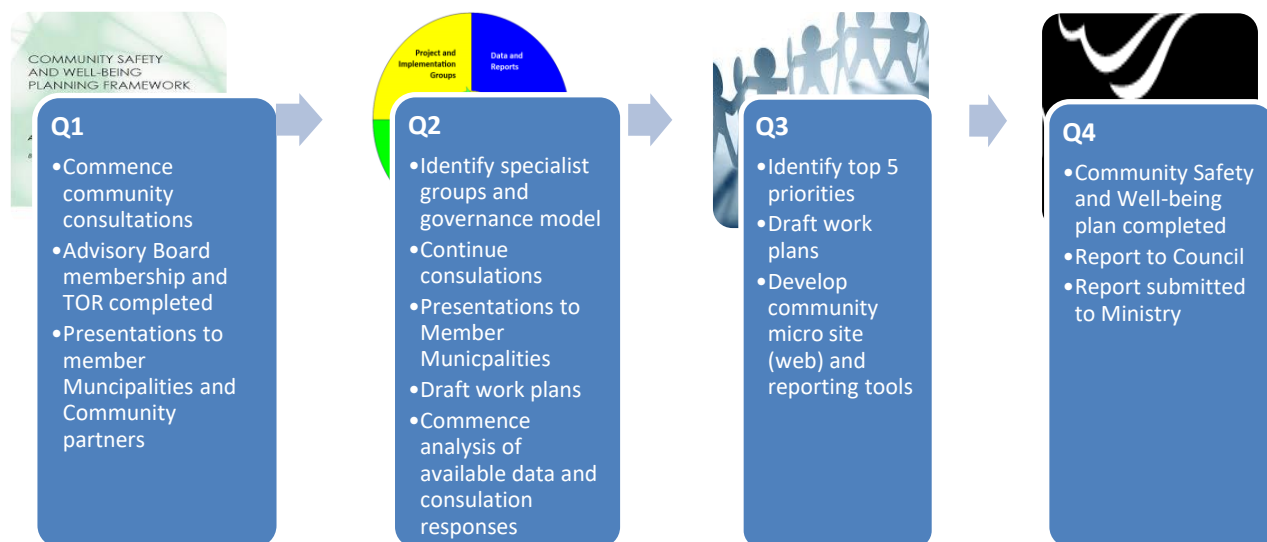 COMMUNITY SAFETY
AND WELL-BEING
PLANNING FRAMEWORK
Q1
•Commence
community
consultations
•Advisory Board
membership and
TOR completed
•Presentations to
member
Muncipalities and
Community
partners
Project and
Implementation
Groups
Data and
Reports
Q2
•Identify specialist
groups and
governance model
•Continue
consulations
•Presentations to
Member
Municpalities
•Draft work plans
•Commence
analysis of
available data and
consulation
responses
Q3
•Identify top 5
priorities
•Draft work
plans
•Develop
community
micro site
(web) and
reporting tools
Q4
•Community Safety
and Well-being
plan completed
•Report to Council
•Report submitted
to Ministry